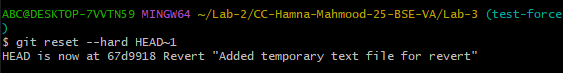 ABC@DESKTOP-7VVTN59 MINGW64 ~/Lab-2/CC-Hamna-Mahmood-25-BSE-VA/Lab-3 (test-force
)
$ git reset --hard HEAD~1
HEAD is now at 67d9918 Revert "Added temporary text file for revert"